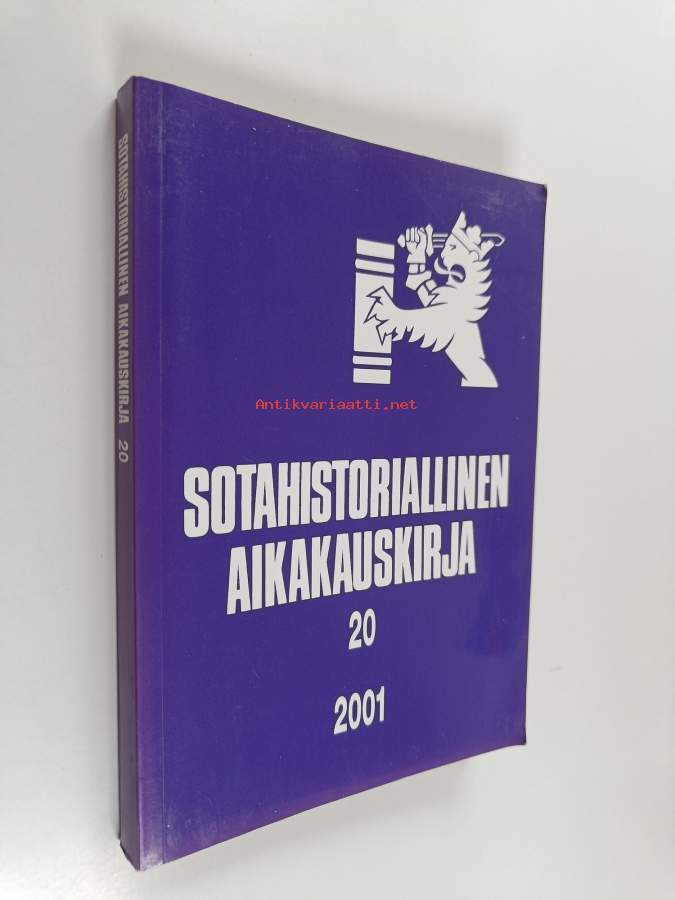 SOTAHISTORIALLINEN AIKAKAUSKIRJA 20
Antikvariaatti.net
SOTAHISTORIALLINEN
AIKAKAUSKIRJA
20
2001